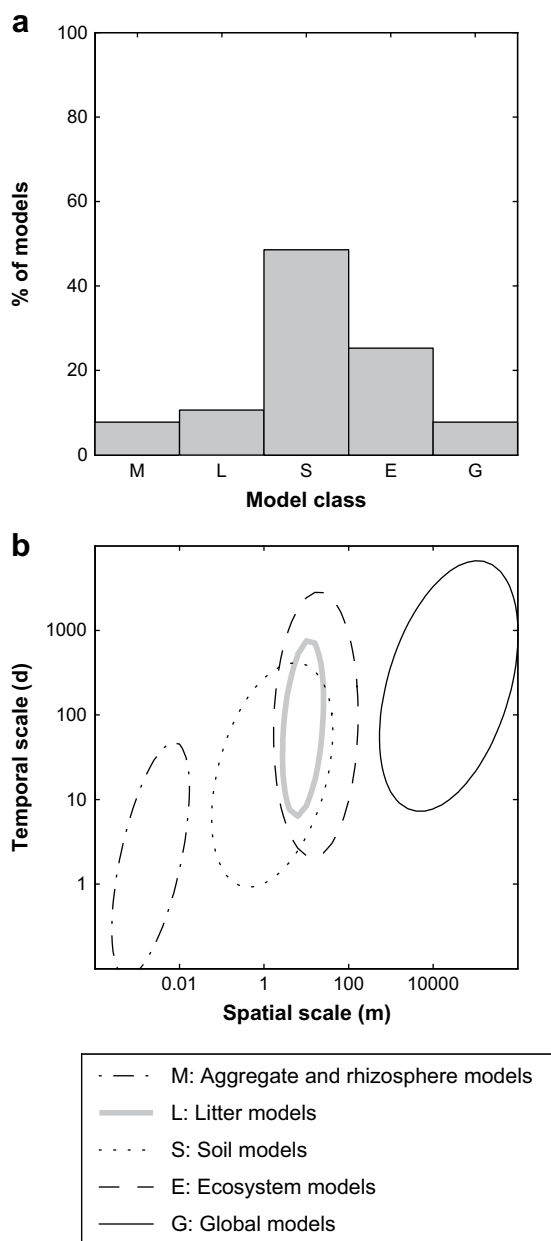 a
100
80
60
40
20
0
% of models
M L S E G
Model class
b
1000
100
10
1
Temporal scale (d)
0.01 1 100 10000
Spatial scale (m)
M: Aggregate and rhizosphere models
L: Litter models
S: Soil models
E: Ecosystem models
G: Global models